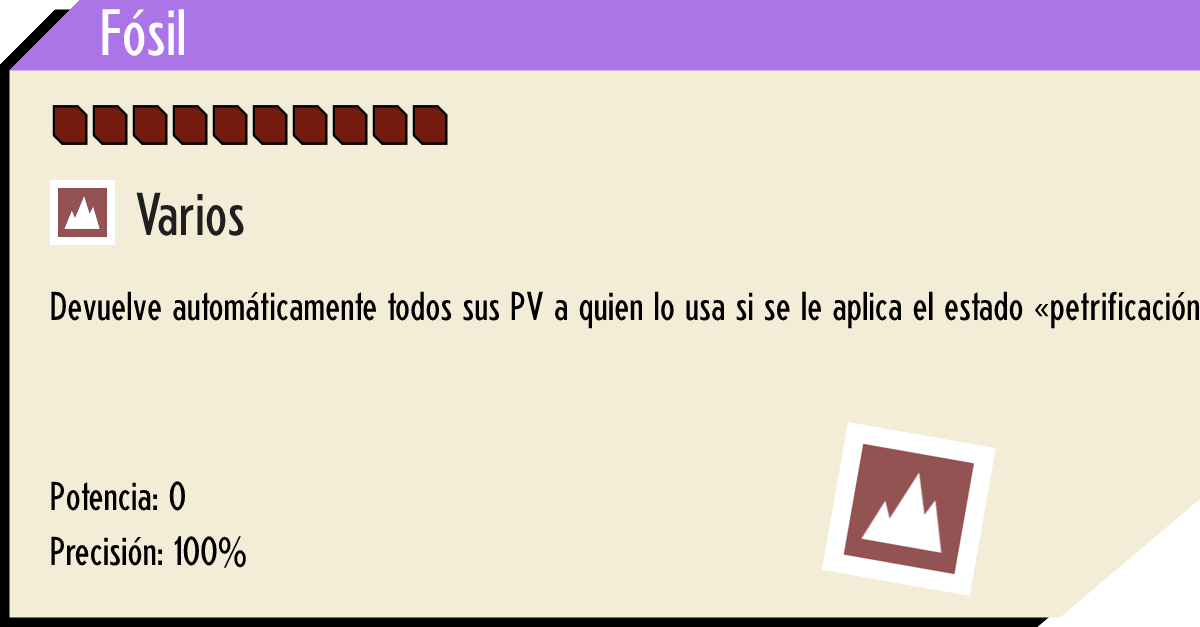 Fósil
Varios
Devuelve automáticamente todos sus PV a quien lo usa si se le aplica el estado «petrificación
Potencia: 0
Precisión: 100%